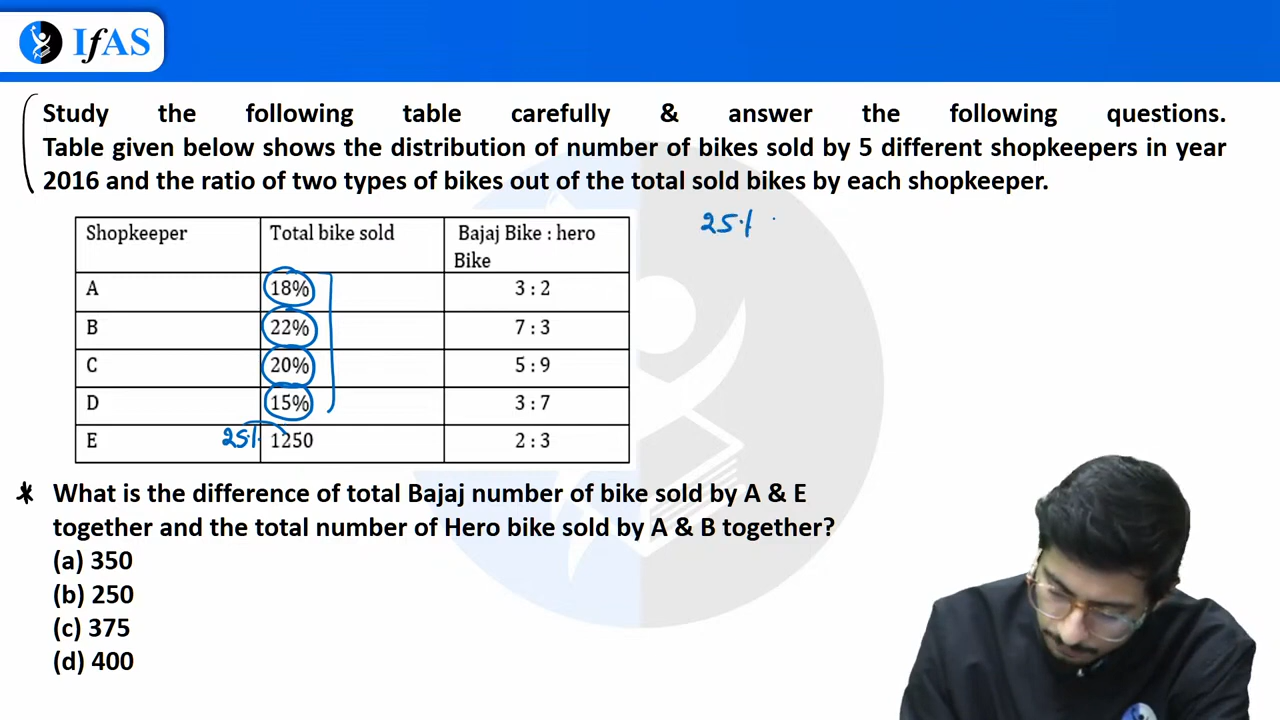 IfAS
Study the following table carefully & answer the following questions.
Table given below shows the distribution of number of bikes sold by 5 different shopkeepers in year
2016 and the ratio of two types of bikes out of the total sold bikes by each shopkeeper.
25%
Shopkeeper Total bike sold Bajaj Bike : hero
Bike
A 18% 3 : 2
B 22% 7 : 3
C 20% 5 : 9
D 15% 3 : 7
E 25% 1250 2 : 3
* What is the difference of total Bajaj number of bike sold by A & E
together and the total number of Hero bike sold by A & B together?
(a) 350
(b) 250
(c) 375
(d) 400